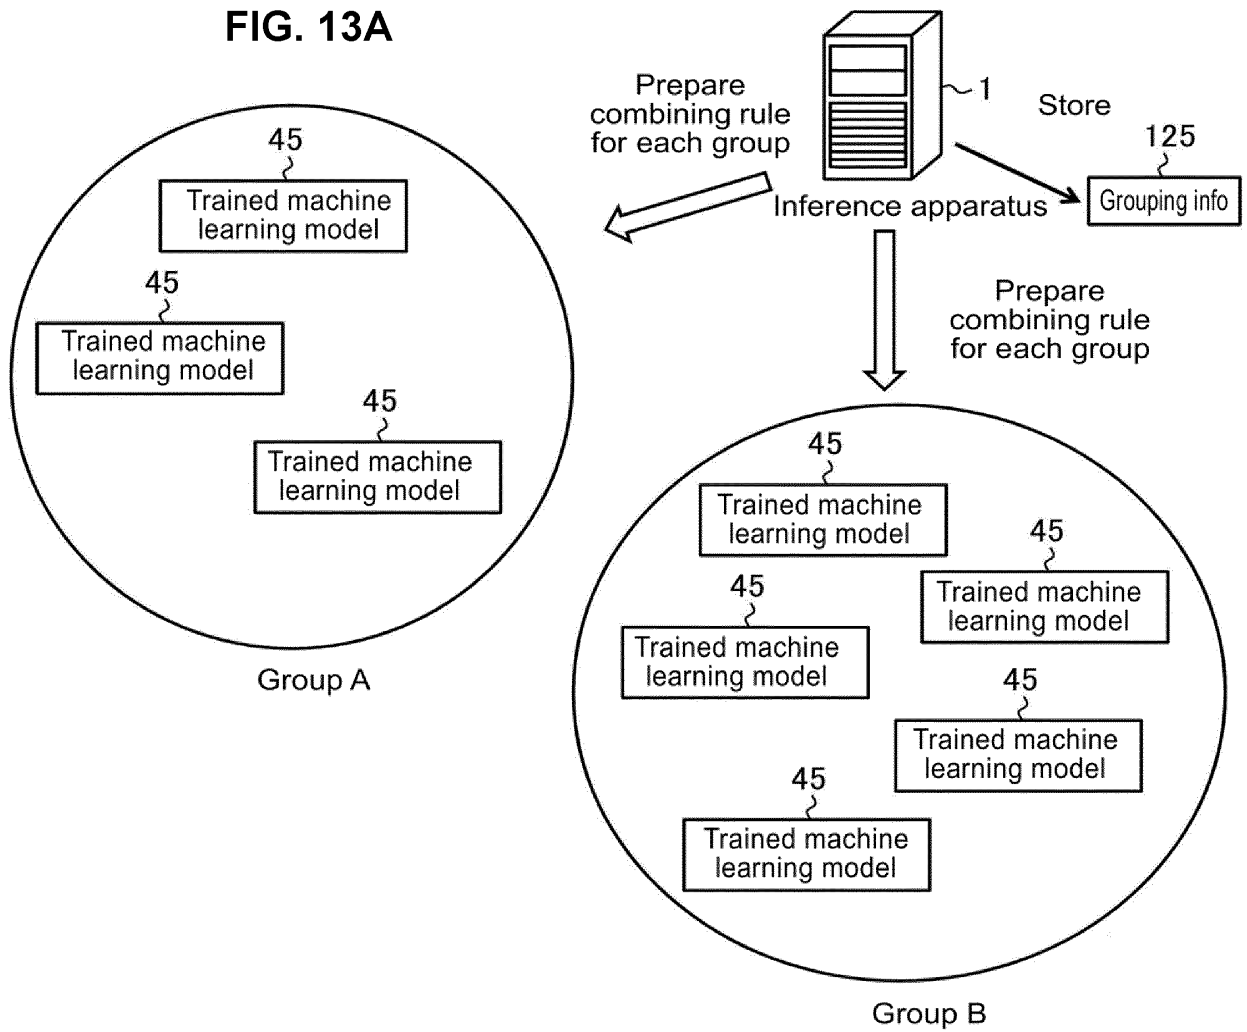 FIG. 13A
Prepare
combining rule
for each group
1
Store
125
Grouping info
Inference apparatus
Prepare
combining rule
for each group
45
Trained machine
learning model
45
Trained machine
learning model
45
Trained machine
learning model
Group A
45
Trained machine
learning model
45
Trained machine
learning model
45
Trained machine
learning model
45
Trained machine
learning model
45
Trained machine
learning model
Group B